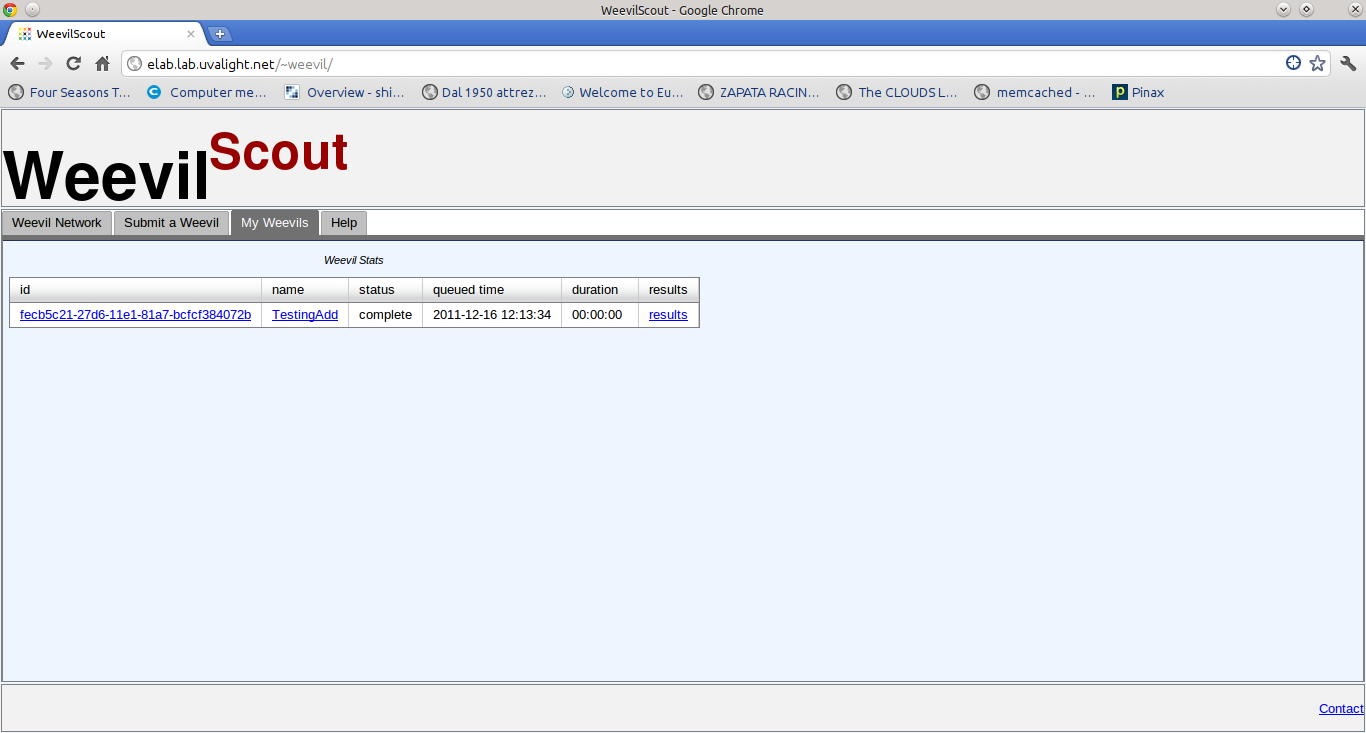 WeevilScout - Google Chrome
WeevilScout
elab.lab.uvalight.net/~weevil/
Four Seasons T... Computer me... Overview - shi... Dal 1950 attrez... Welcome to Eu... ZAPATA RACIN... The CLOUDS L... memcached - ... Pinax
WeevilScout
Weevil Network Submit a Weevil My Weevils Help
Weevil Stats
id name status queued time duration results
fecb5c21-27d6-11e1-81a7-bcfcf384072b TestingAdd complete 2011-12-16 12:13:34 00:00:00 results
Contact